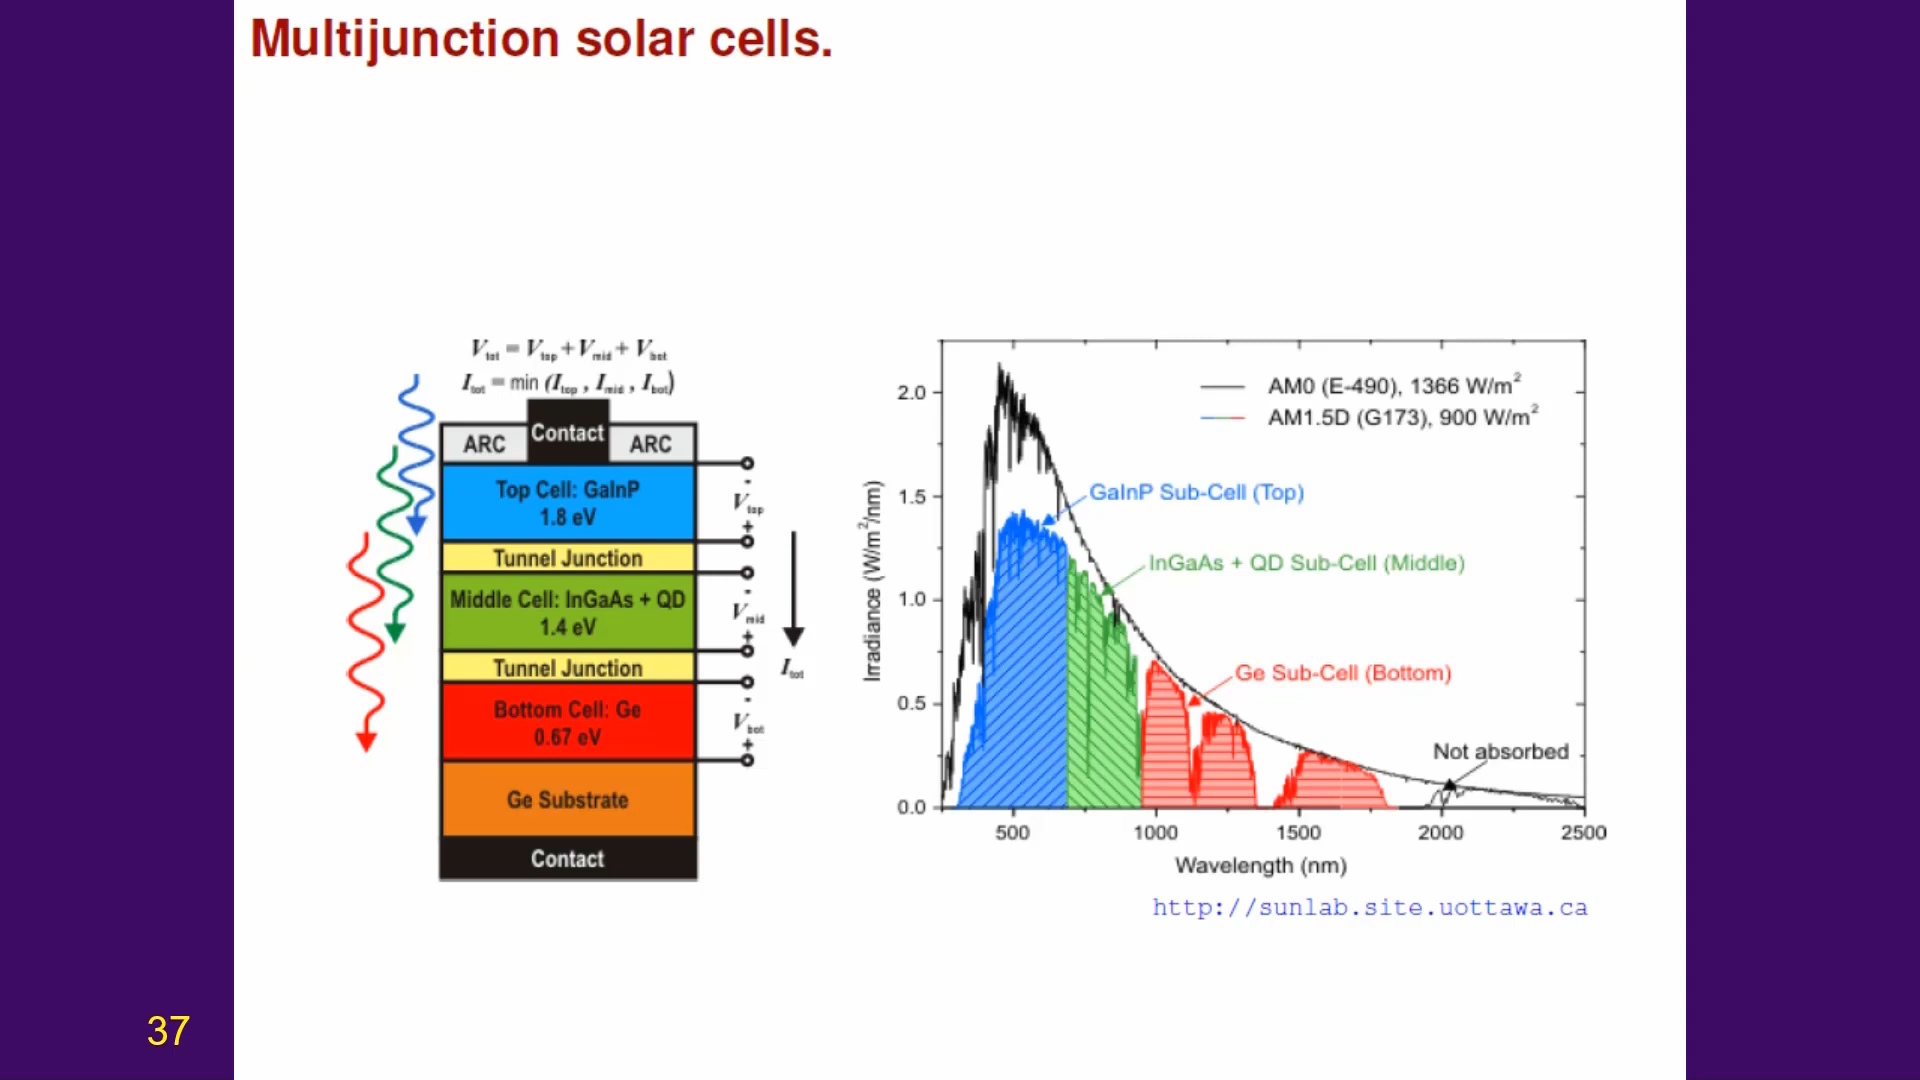 Multijunction solar cells.
V_tot = V_top + V_mid + V_bot
I_tot = min (I_top , I_mid , I_bot)
ARC
Contact
ARC
Top Cell: GaInP
1.8 eV
Tunnel Junction
Middle Cell: InGaAs + QD
1.4 eV
Tunnel Junction
Bottom Cell: Ge
0.67 eV
Ge Substrate
Contact
-
V_top
+
-
V_mid
+
-
V_bot
+
I_tot
Irradiance (W/m²/nm)
2.0
1.5
1.0
0.5
0.0
AM0 (E-490), 1366 W/m²
AM1.5D (G173), 900 W/m²
GaInP Sub-Cell (Top)
InGaAs + QD Sub-Cell (Middle)
Ge Sub-Cell (Bottom)
Not absorbed
500 1000 1500 2000 2500
Wavelength (nm)
http://sunlab.site.uottawa.ca
37